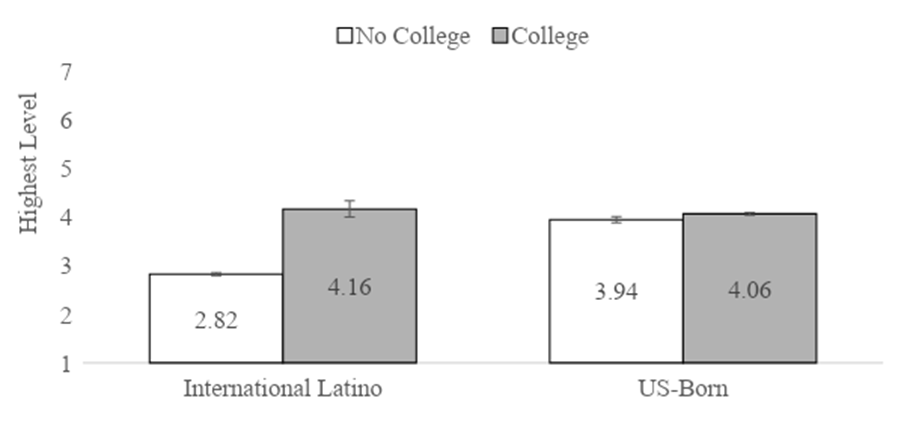 No College College
7
6
5
4
3
2
1
Highest Level
2.82
4.16
3.94
4.06
International Latino
US-Born